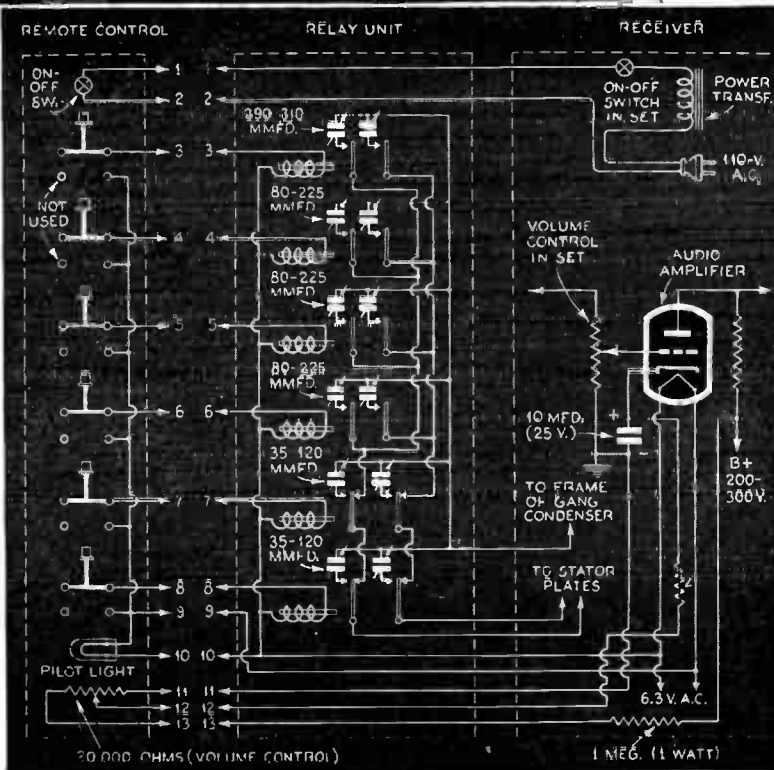 REMOTE CONTROL
RELAY UNIT
RECEIVER
ON-
OFF
SW.
1 1
2 2
3 3
NOT
USED
4 4
5 5
6 6
7 7
8 8
9 9
10 10
PILOT LIGHT
11 11
12 12
13 13
20 000 OHMS (VOLUME CONTROL)
MMFD.
80-225
MMFD.
80-225
MMFD.
80-225
MMFD.
35-120
MMFD.
35-120
MMFD.
ON-OFF
SWITCH
IN SET
POWER
TRANSF.
110-V.
A.C.
VOLUME
CONTROL
IN SET
AUDIO
AMPLIFIER
+
10 MFD.
(25 V.)
-
B+
200-
300V.
TO FRAME
OF GANG
CONDENSER
TO STATOR
PLATES
6.3 V. A.C.
1 MEG. (1 WATT)